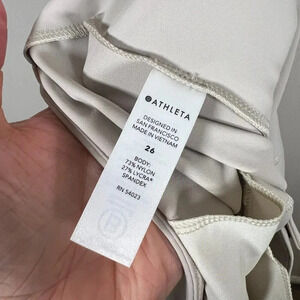 ATHLETA
DESIGNED IN
SAN FRANCISCO
MADE IN VIETNAM
26
BODY:
73% NYLON
27% LYCRA®
SPANDEX
RN 54023
B